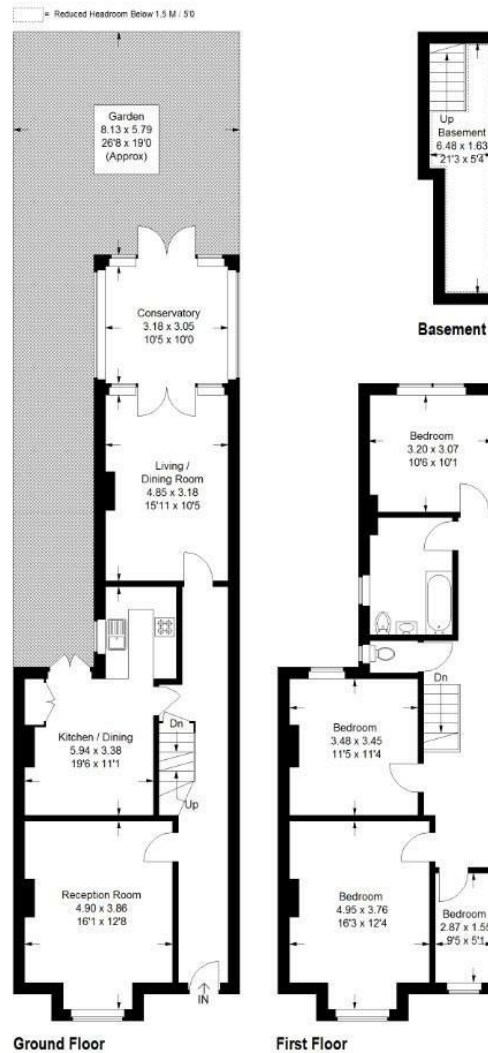 = Reduced Headroom Below 1.5 M / 5'0
Garden
8.13 x 5.79
26'8 x 19'0
(Approx)
Conservatory
3.18 x 3.05
10'5 x 10'0
Living /
Dining Room
4.85 x 3.18
15'11 x 10'5
Kitchen / Dining
5.94 x 3.38
19'6 x 11'1
Dn
Up
Reception Room
4.90 x 3.86
16'1 x 12'8
IN
Ground Floor
Up
Basement
6.48 x 1.63
21'3 x 5'4
Basement
Bedroom
3.20 x 3.07
10'6 x 10'1
Dn
Bedroom
3.48 x 3.45
11'5 x 11'4
Bedroom
4.95 x 3.76
16'3 x 12'4
Bedroom
2.87 x 1.55
9'5 x 5'1
First Floor